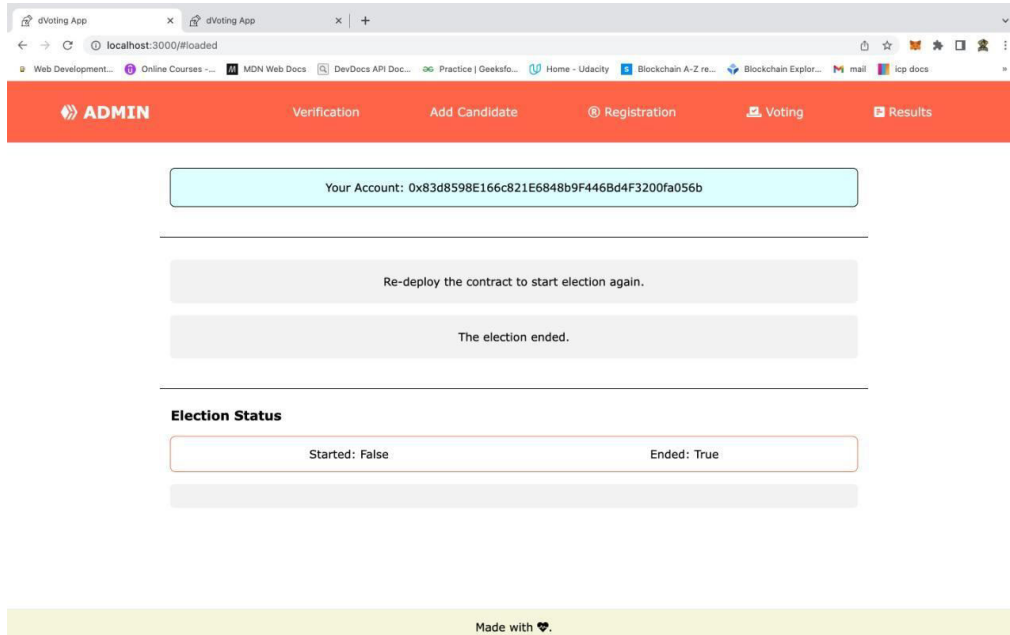 dVoting App
dVoting App
localhost:3000/#loaded
Web Development... Online Courses -... MDN Web Docs DevDocs API Doc... Practice | Geeksfo... Home - Udacity Blockchain A-Z re... Blockchain Explor... mail icp docs »
ADMIN Verification Add Candidate Registration Voting Results
Your Account: 0x83d8598E166c821E6848b9F446Bd4F3200fa056b
Re-deploy the contract to start election again.
The election ended.
Election Status
Started: False Ended: True
Made with 🖤.